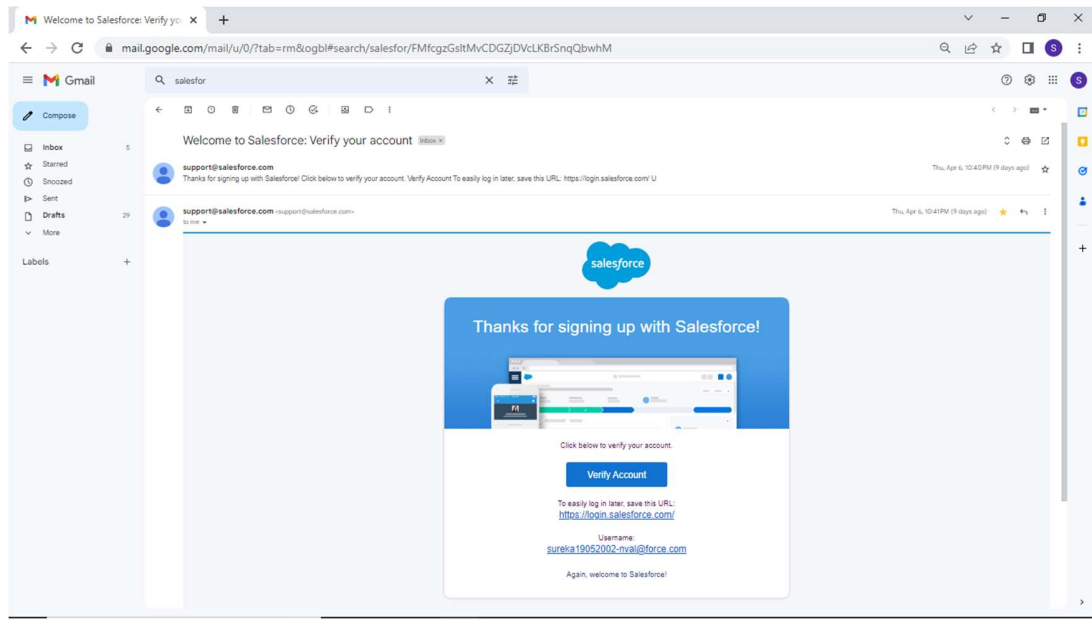 Welcome to Salesforce: Verify yo
mail.google.com/mail/u/0/?tab=rm&ogbl#search/salesfor/FMfcgzGsltMvCDGZjDVcLKBrSnqQbwhM
S
Gmail
salesfor
S
Compose
Inbox 5
Starred
Snoozed
Sent
Drafts 29
More
Labels
Welcome to Salesforce: Verify your account Inbox x
support@salesforce.com Thu, Apr 6, 10:40PM (9 days ago)
Thanks for signing up with Salesforce! Click below to verify your account. Verify Account To easily log in later, save this URL: https://login.salesforce.com/ U
support@salesforce.com <support@salesforce.com> Thu, Apr 6, 10:41PM (9 days ago)
to me
salesforce
Thanks for signing up with Salesforce!
Click below to verify your account.
Verify Account
To easily log in later, save this URL:
https://login.salesforce.com/
Username:
sureka19052002-nval@force.com
Again, welcome to Salesforce!